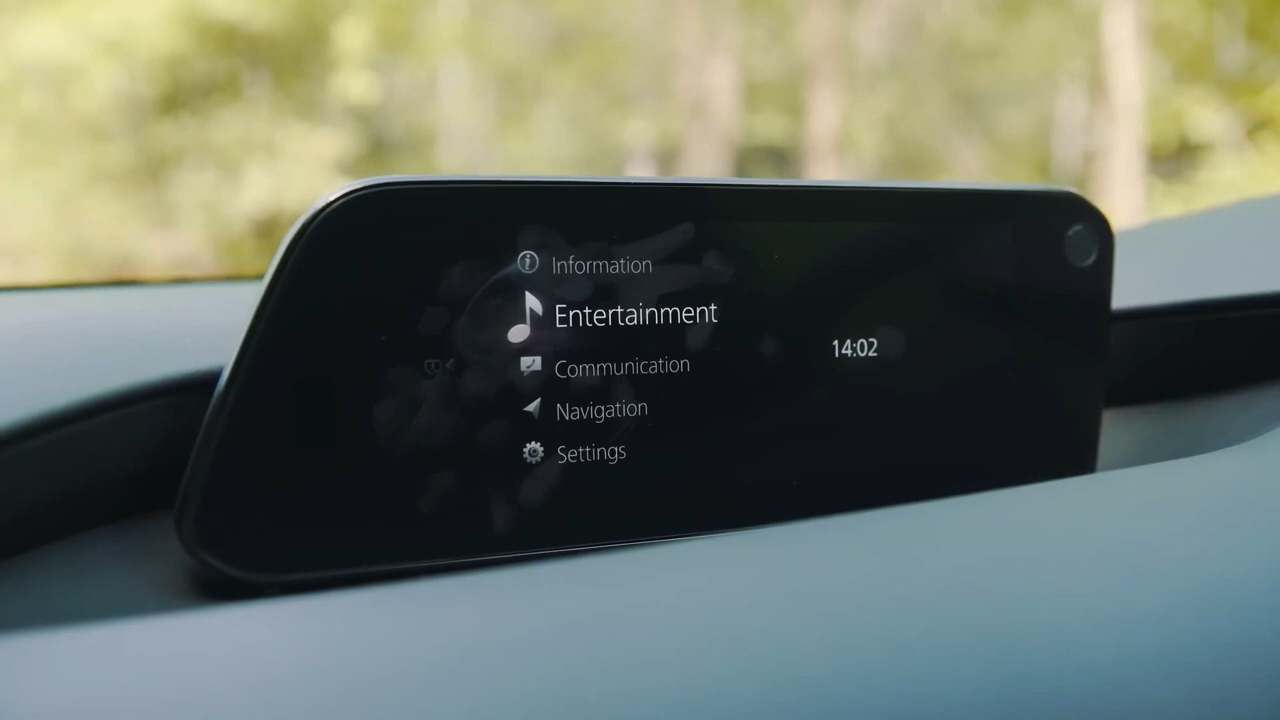 Information
Entertainment
Communication
Navigation
Settings
14:02